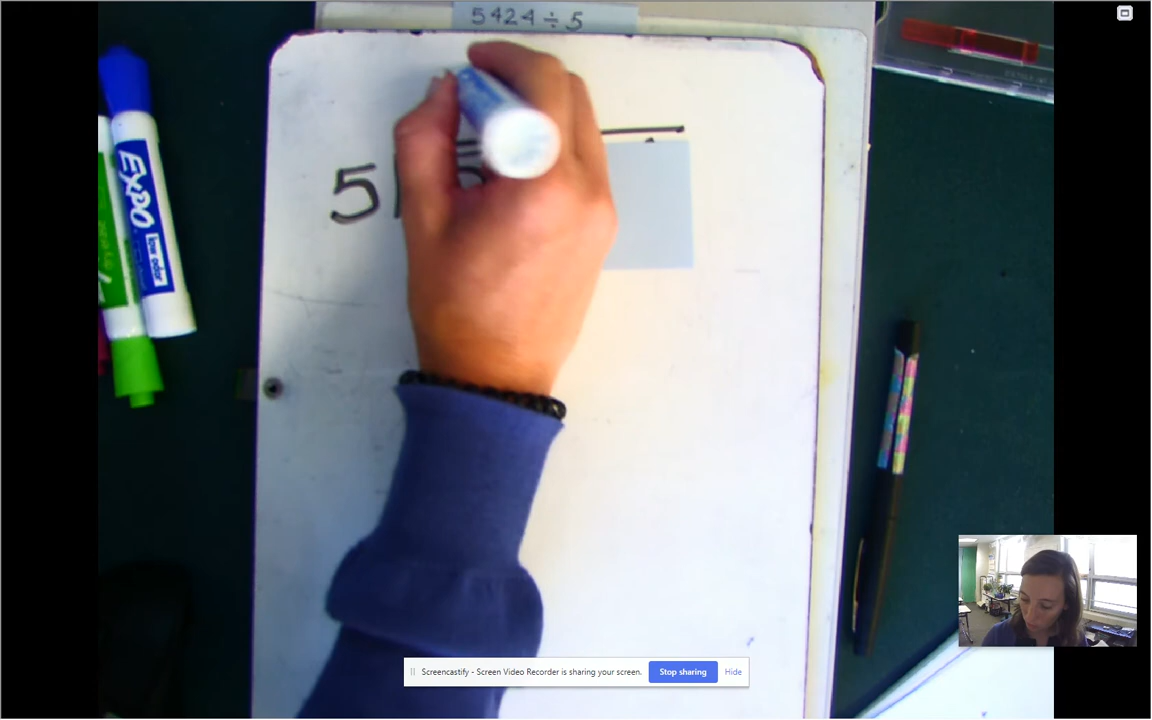 5424 ÷ 5
5
EXPO
low odor
Screencastify - Screen Video Recorder is sharing your screen.
Stop sharing
Hide